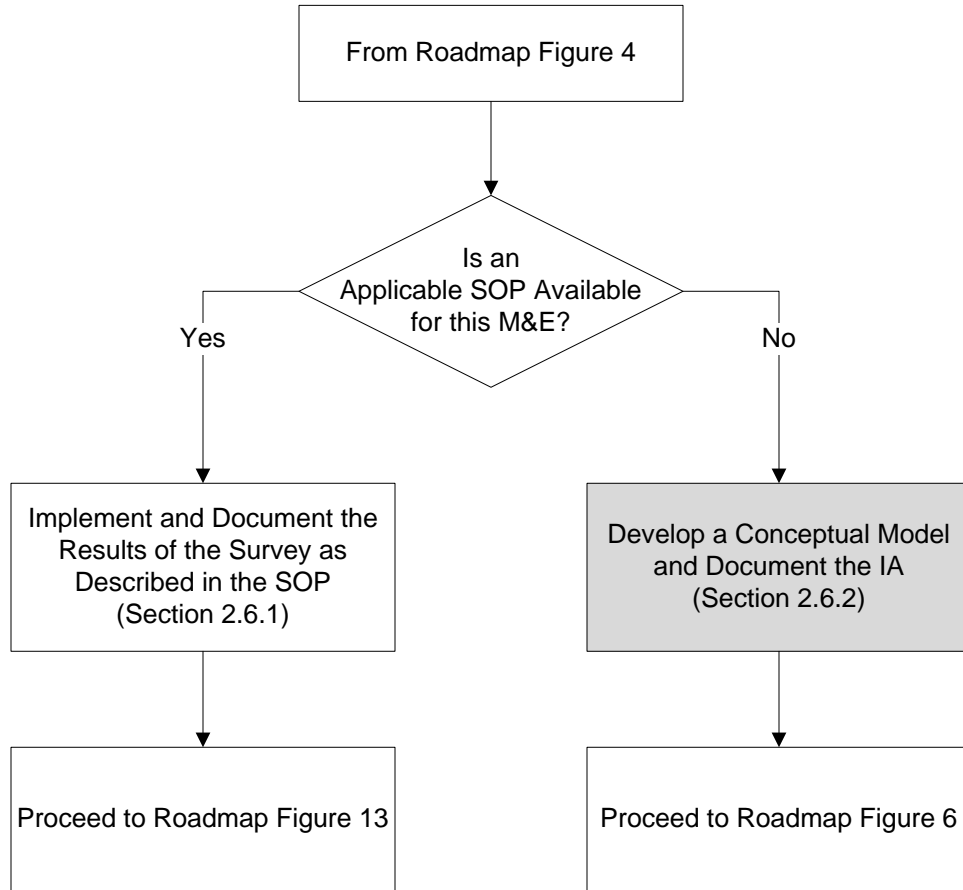 From Roadmap Figure 4
Is an
Applicable SOP Available
for this M&E?
Yes
No
Implement and Document the
Results of the Survey as
Described in the SOP
(Section 2.6.1)
Develop a Conceptual Model
and Document the IA
(Section 2.6.2)
Proceed to Roadmap Figure 13
Proceed to Roadmap Figure 6